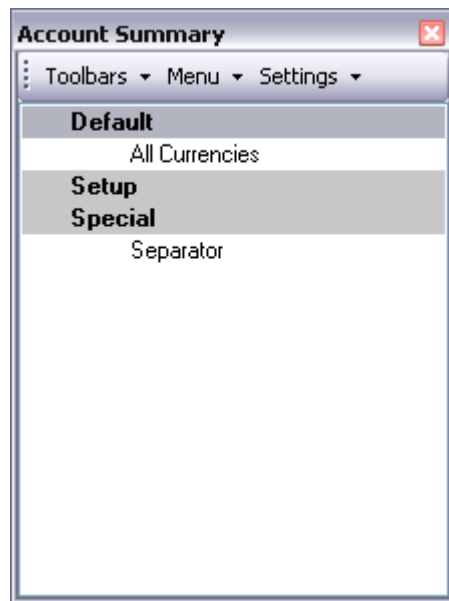 Account Summary
Toolbars Menu Settings
Default
All Currencies
Setup
Special
Separator